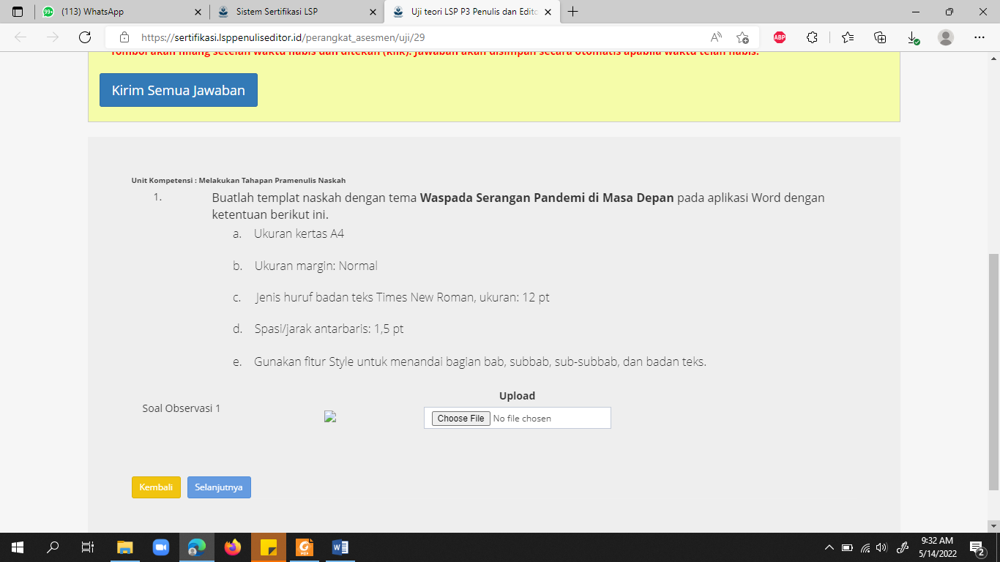 (113) WhatsApp
Sistem Sertifikasi LSP
Uji teori LSP P3 Penulis dan Edito
https://sertifikasi.lsppenuliseditor.id/perangkat_asesmen/uji/29
ABP
Tombol akan hilang setelah waktu habis dan ditekan (klik). Jawaban akan disimpan secara otomatis apabila waktu telah habis.
Kirim Semua Jawaban
Unit Kompetensi : Melakukan Tahapan Pramenulis Naskah
1. Buatlah templat naskah dengan tema Waspada Serangan Pandemi di Masa Depan pada aplikasi Word dengan
ketentuan berikut ini.
a. Ukuran kertas A4
b. Ukuran margin: Normal
c. Jenis huruf badan teks Times New Roman, ukuran: 12 pt
d. Spasi/jarak antarbaris: 1,5 pt
e. Gunakan fitur Style untuk menandai bagian bab, subbab, sub-subbab, dan badan teks.
Upload
Soal Observasi 1
Choose File No file chosen
Kembali
Selanjutnya
9:32 AM
5/14/2022
2